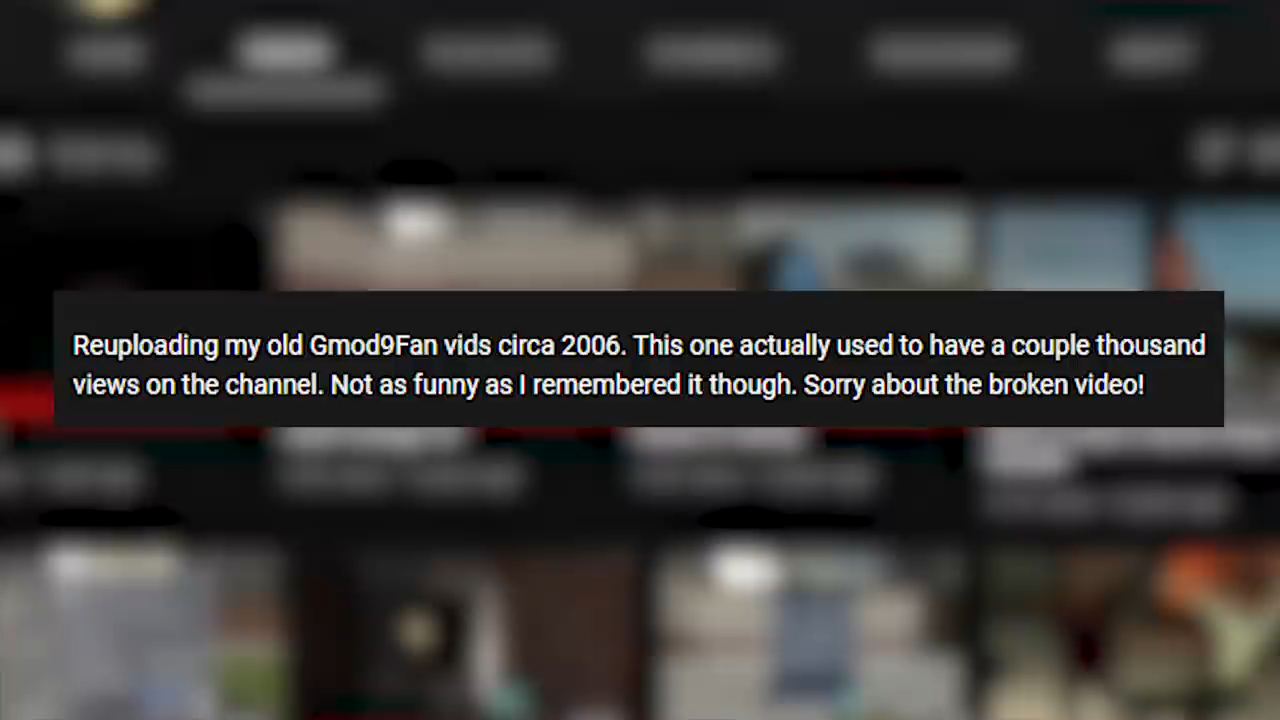 Reuploading my old Gmod9Fan vids circa 2006. This one actually used to have a couple thousand
views on the channel. Not as funny as I remembered it though. Sorry about the broken video!